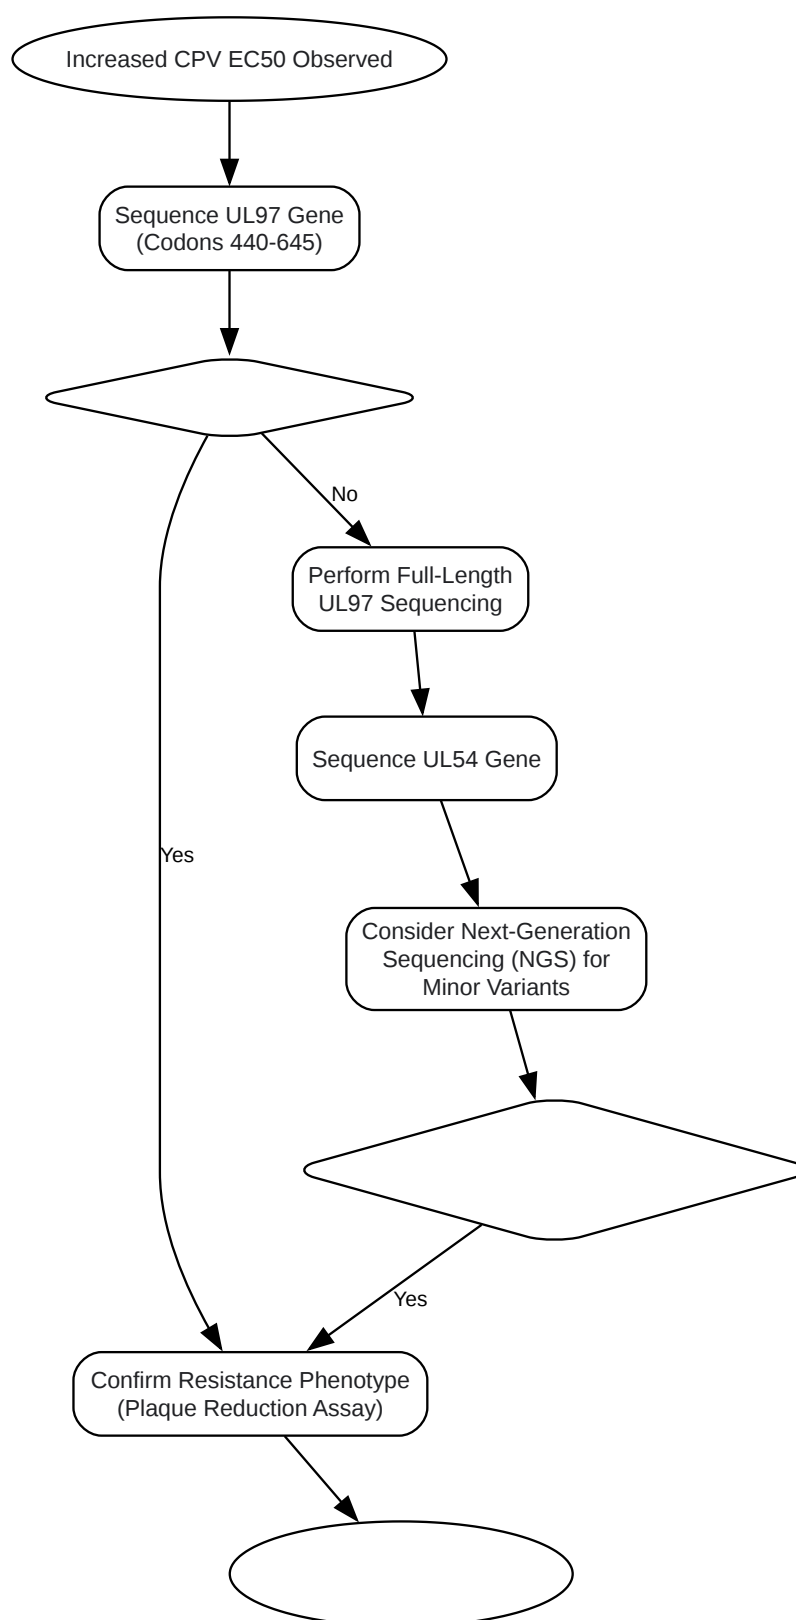 Increased CPV EC50 Observed
Sequence UL97 Gene
(Codons 440-645)
No
Perform Full-Length
UL97 Sequencing
Sequence UL54 Gene
Yes
Consider Next-Generation
Sequencing (NGS) for
Minor Variants
Yes
Confirm Resistance Phenotype
(Plaque Reduction Assay)